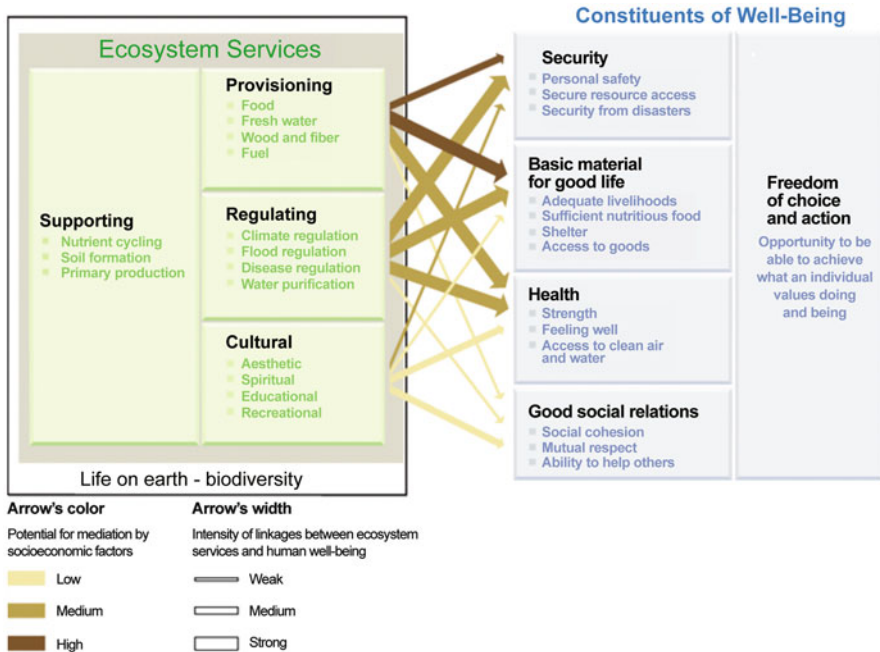 Constituents of Well-Being
Ecosystem Services
Supporting
Nutrient cycling
Soil formation
Primary production
Provisioning
Food
Fresh water
Wood and fiber
Fuel
Regulating
Climate regulation
Flood regulation
Disease regulation
Water purification
Cultural
Aesthetic
Spiritual
Educational
Recreational
Life on earth - biodiversity
Security
Personal safety
Secure resource access
Security from disasters
Basic material
for good life
Adequate livelihoods
Sufficient nutritious food
Shelter
Access to goods
Health
Strength
Feeling well
Access to clean air
and water
Good social relations
Social cohesion
Mutual respect
Ability to help others
Freedom
of choice
and action
Opportunity to be
able to achieve
what an individual
values doing
and being
Arrow's color
Potential for mediation by
socioeconomic factors
Low
Medium
High
Arrow's width
Intensity of linkages between ecosystem
services and human well-being
Weak
Medium
Strong